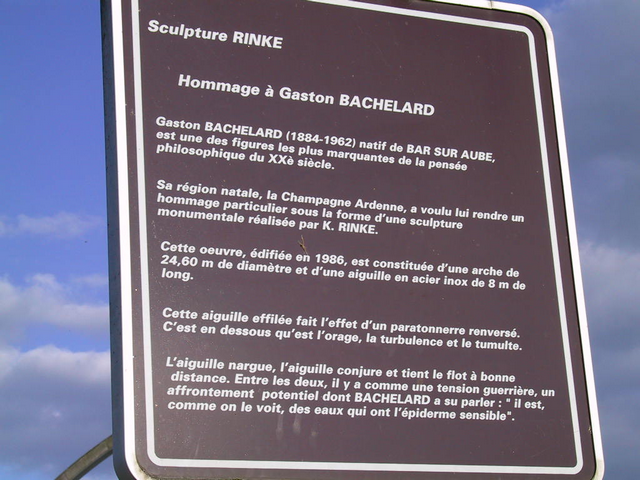 Sculpture RINKE
Hommage à Gaston BACHELARD
Gaston BACHELARD (1884-1962) natif de BAR SUR AUBE,
est une des figures les plus marquantes de la pensée
philosophique du XXè siècle.
Sa région natale, la Champagne Ardenne, a voulu lui rendre un
hommage particulier sous la forme d'une sculpture
monumentale réalisée par K. RINKE.
Cette oeuvre, édifiée en 1986, est constituée d'une arche de
24,60 m de diamètre et d'une aiguille en acier inox de 8 m de
long.
Cette aiguille effilée fait l'effet d'un paratonnerre renversé.
C'est en dessous qu'est l'orage, la turbulence et le tumulte.
L'aiguille nargue, l'aiguille conjure et tient le flot à bonne
distance. Entre les deux, il y a comme une tension guerrière, un
affrontement potentiel dont BACHELARD a su parler : " il est,
comme on le voit, des eaux qui ont l'épiderme sensible".